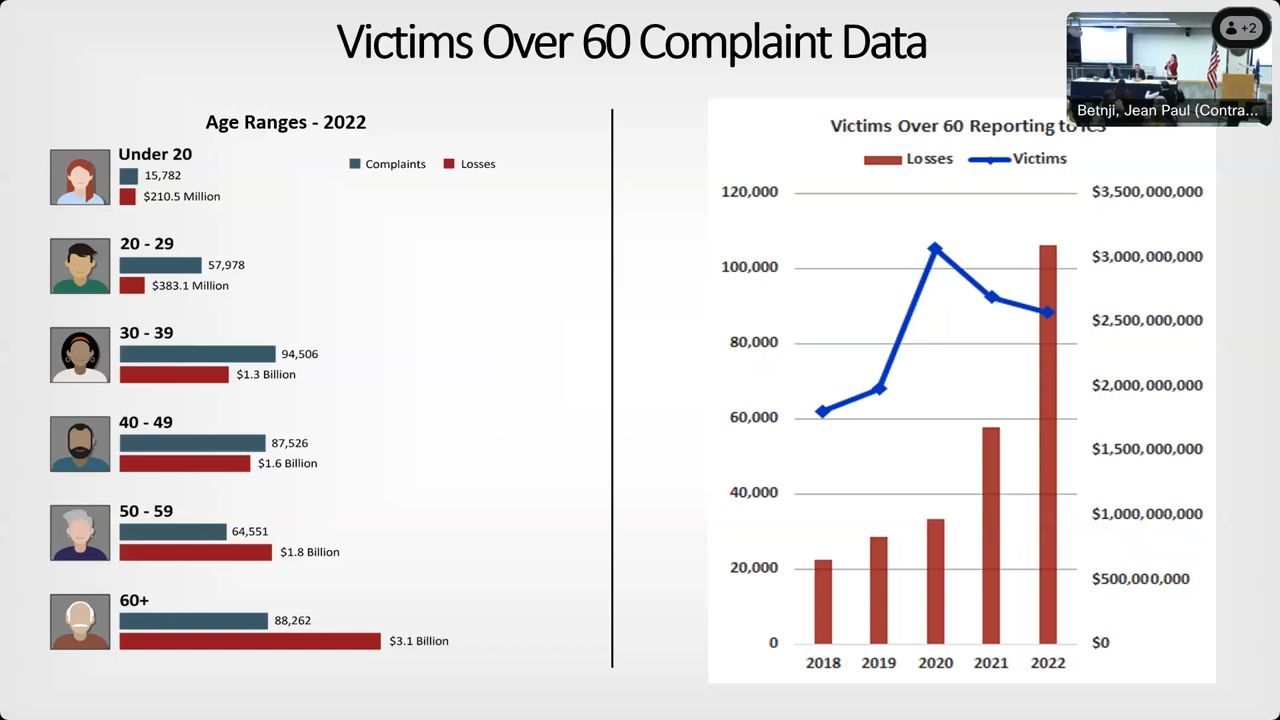 Victims Over 60 Complaint Data
+2
Betnji, Jean Paul (Contra...
Age Ranges - 2022
Complaints
Losses
Under 20
15,782
$210.5 Million
20 - 29
57,978
$383.1 Million
30 - 39
94,506
$1.3 Billion
40 - 49
87,526
$1.6 Billion
50 - 59
64,551
$1.8 Billion
60+
88,262
$3.1 Billion
Victims Over 60 Reporting to
Losses
Victims
120,000
$3,500,000,000
100,000
$3,000,000,000
$2,500,000,000
80,000
$2,000,000,000
60,000
$1,500,000,000
40,000
$1,000,000,000
20,000
$500,000,000
0
$0
2018 2019 2020 2021 2022